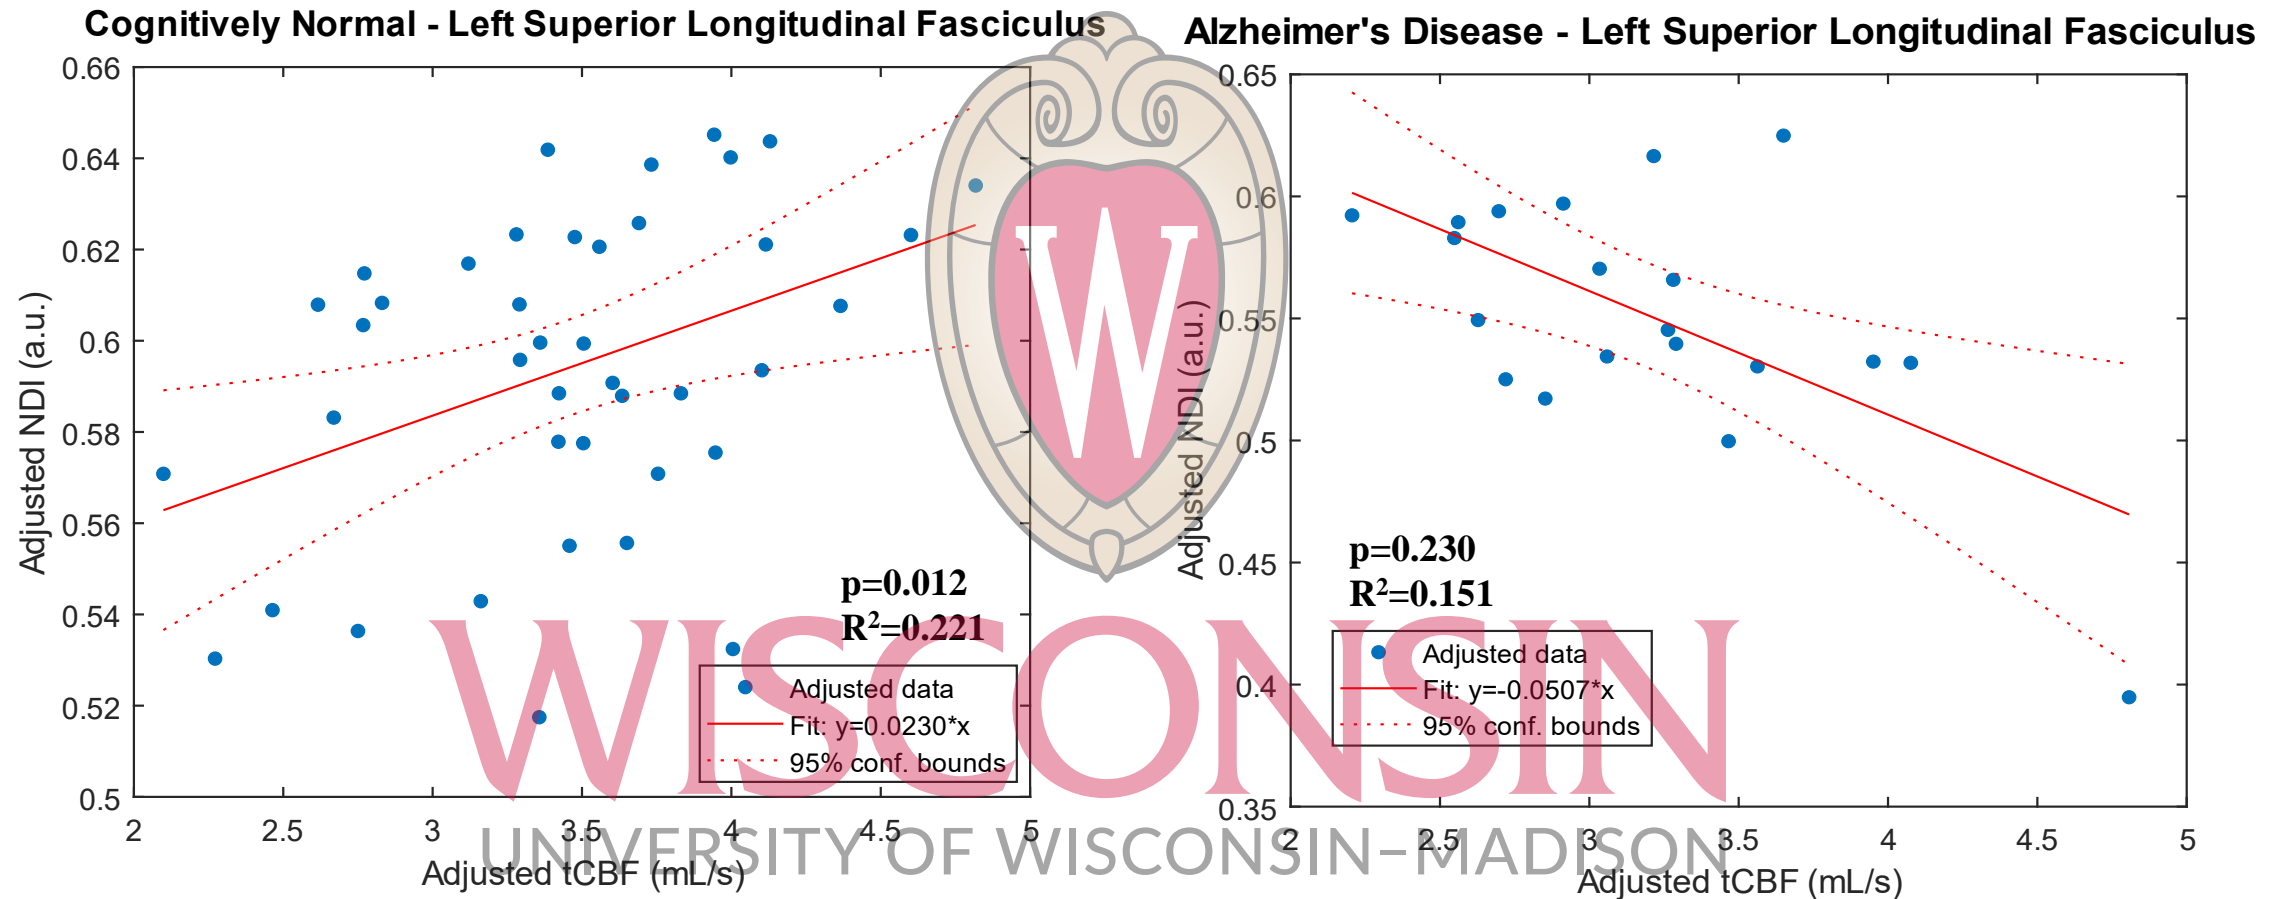 Cognitively Normal - Left Superior Longitudinal Fasciculus
0.66
0.64
0.62
0.6
0.58
0.56
0.54
0.52
0.5
Adjusted NDI (a.u.)
p=0.012
R²=0.221
Adjusted data
Fit: y=0.0230*x
95% conf. bounds
2 2.5 3 3.5 4 4.5 5
Adjusted tCBF (mL/s)
Alzheimer's Disease - Left Superior Longitudinal Fasciculus
0.65
0.6
0.55
0.5
0.45
0.4
0.35
Adjusted NDI (a.u.)
p=0.230
R²=0.151
Adjusted data
Fit: y=-0.0507*x
95% conf. bounds
2 2.5 3 3.5 4 4.5 5
Adjusted tCBF (mL/s)
W
WISCONSIN
UNIVERSITY OF WISCONSIN-MADISON